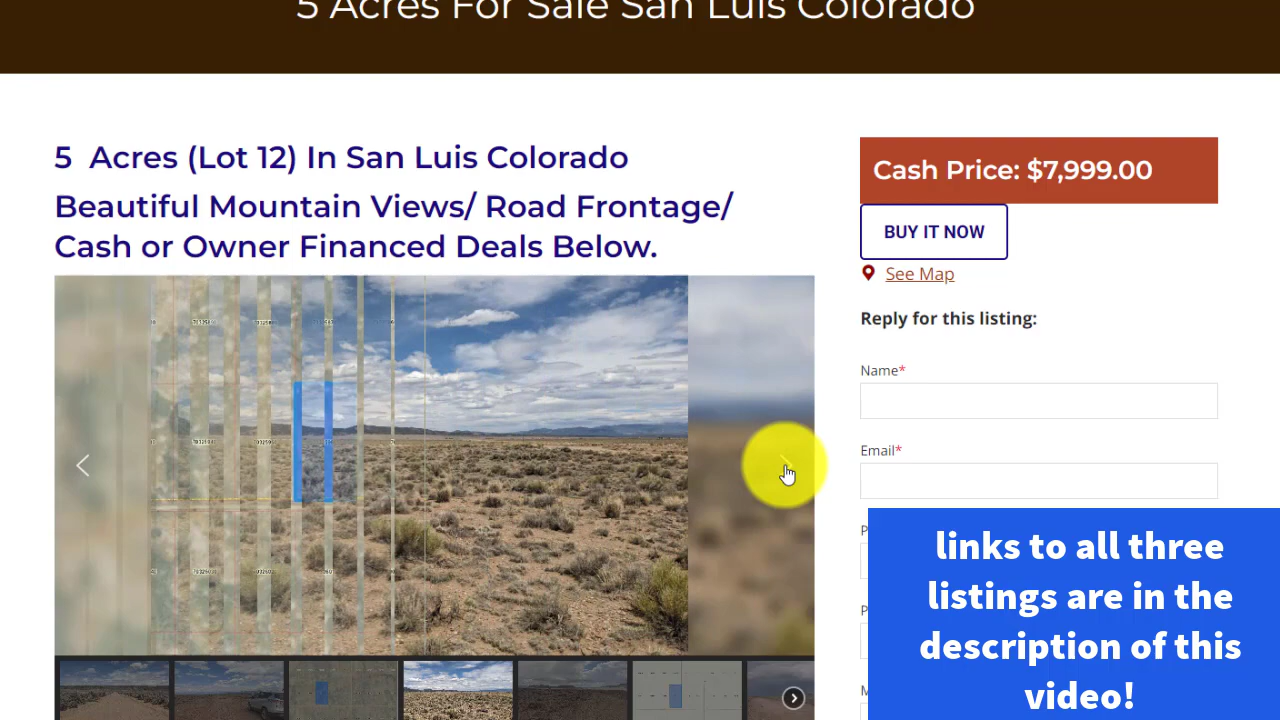 5 Acres For Sale San Luis Colorado
5 Acres (Lot 12) In San Luis Colorado
Beautiful Mountain Views/ Road Frontage/
Cash or Owner Financed Deals Below.
Cash Price: $7,999.00
BUY IT NOW
See Map
Reply for this listing:
Name*
Email*
links to all three
listings are in the
description of this
video!